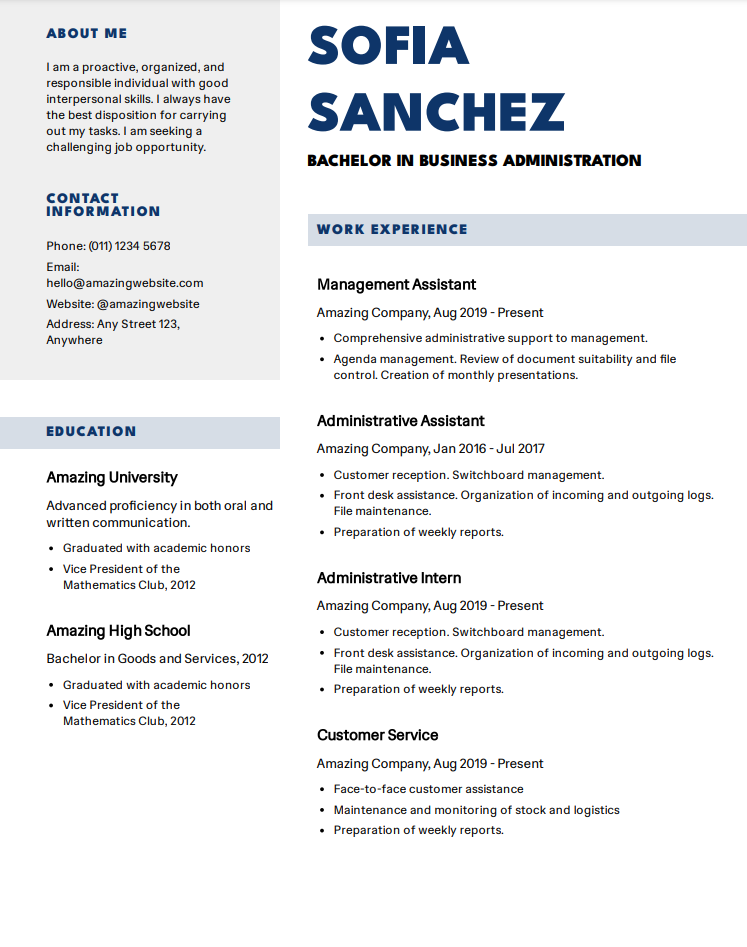 ABOUT ME
I am a proactive, organized, and
responsible individual with good
interpersonal skills. I always have
the best disposition for carrying
out my tasks. I am seeking a
challenging job opportunity.
CONTACT
INFORMATION
Phone: (011) 1234 5678
Email:
hello@amazingwebsite.com
Website: @amazingwebsite
Address: Any Street 123,
Anywhere
EDUCATION
Amazing University
Advanced proficiency in both oral and
written communication.
• Graduated with academic honors
• Vice President of the
Mathematics Club, 2012
Amazing High School
Bachelor in Goods and Services, 2012
• Graduated with academic honors
• Vice President of the
Mathematics Club, 2012
SOFIA
SANCHEZ
BACHELOR IN BUSINESS ADMINISTRATION
WORK EXPERIENCE
Management Assistant
Amazing Company, Aug 2019 - Present
• Comprehensive administrative support to management.
• Agenda management. Review of document suitability and file
control. Creation of monthly presentations.
Administrative Assistant
Amazing Company, Jan 2016 - Jul 2017
• Customer reception. Switchboard management.
• Front desk assistance. Organization of incoming and outgoing logs.
File maintenance.
• Preparation of weekly reports.
Administrative Intern
Amazing Company, Aug 2019 - Present
• Customer reception. Switchboard management.
• Front desk assistance. Organization of incoming and outgoing logs.
File maintenance.
• Preparation of weekly reports.
Customer Service
Amazing Company, Aug 2019 - Present
• Face-to-face customer assistance
• Maintenance and monitoring of stock and logistics
• Preparation of weekly reports.